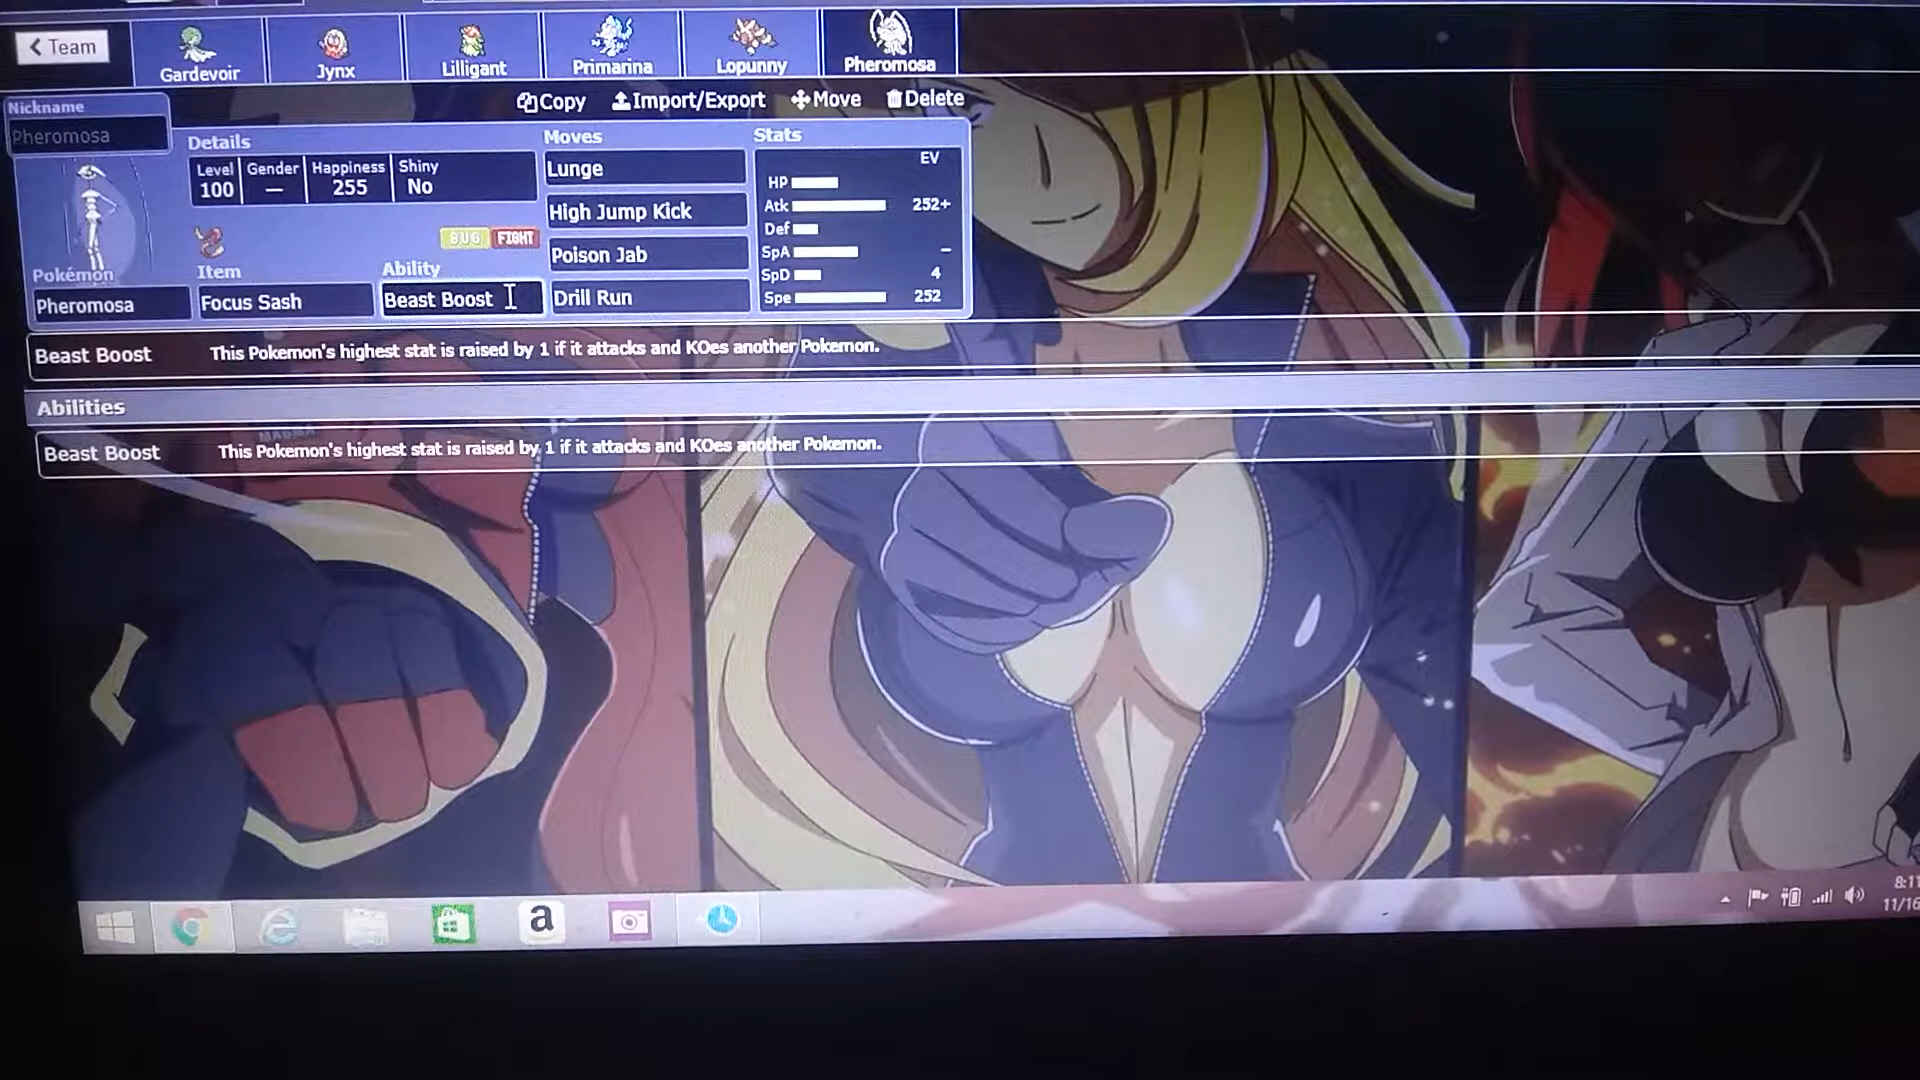 Team
Gardevoir
Jynx
Lilligant
Primarina
Lopunny
Pheromosa
Copy
Import/Export
Move
Delete
Nickname
Pheromosa
Details
Level
100
Gender
—
Happiness
255
Shiny
No
BUG
FIGHT
Pokémon
Pheromosa
Item
Focus Sash
Ability
Beast Boost
Moves
Lunge
High Jump Kick
Poison Jab
Drill Run
Stats
EV
HP
Atk 252+
Def
SpA –
SpD 4
Spe 252
Beast Boost This Pokemon's highest stat is raised by 1 if it attacks and KOes another Pokemon.
Abilities
Beast Boost This Pokemon's highest stat is raised by 1 if it attacks and KOes another Pokemon.
MAGMA
a
8:11
11/16